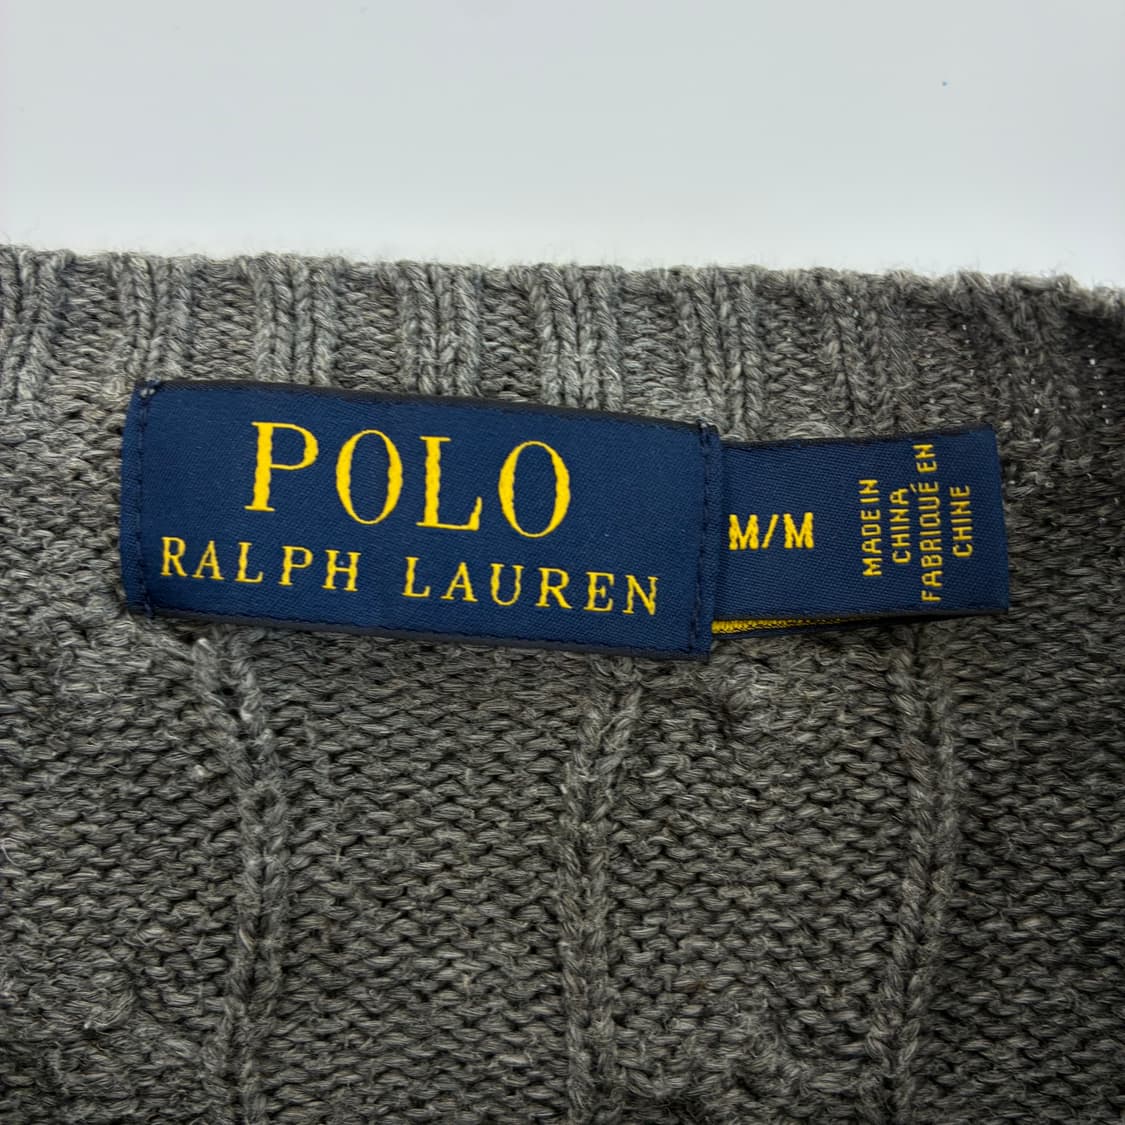 POLO
RALPH LAUREN
M/M
MADE IN
CHINA
FABRIQUÉ EN
CHINE